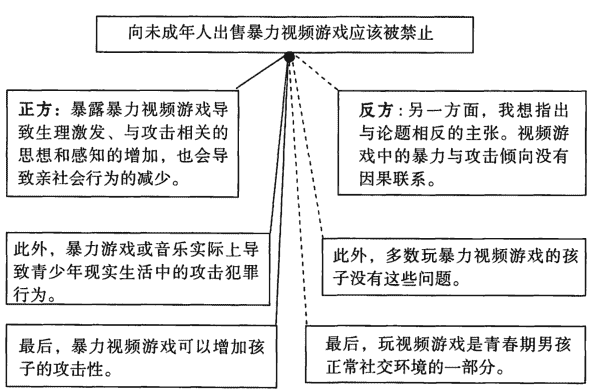 向未成年人出售暴力视频游戏应该被禁止
正方：暴露暴力视频游戏导
致生理激发、与攻击相关的
思想和感知的增加，也会导
致亲社会行为的减少。
反方：另一方面，我想指出
与论题相反的主张。视频游
戏中的暴力与攻击倾向没有
因果联系。
此外，暴力游戏或音乐实际上导
致青少年现实生活中的攻击犯罪
行为。
此外，多数玩暴力视频游戏的孩
子没有这些问题。
最后，暴力视频游戏可以增加孩
子的攻击性。
最后，玩视频游戏是青春期男孩
正常社交环境的一部分。